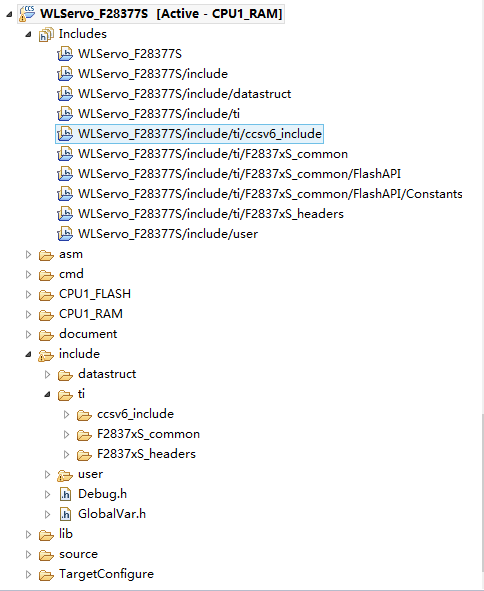 WLServo_F28377S [Active - CPU1_RAM]
Includes
WLServo_F28377S
WLServo_F28377S/include
WLServo_F28377S/include/datastruct
WLServo_F28377S/include/ti
WLServo_F28377S/include/ti/ccsv6_include
WLServo_F28377S/include/ti/F2837xS_common
WLServo_F28377S/include/ti/F2837xS_common/FlashAPI
WLServo_F28377S/include/ti/F2837xS_common/FlashAPI/Constants
WLServo_F28377S/include/ti/F2837xS_headers
WLServo_F28377S/include/user
asm
cmd
CPU1_FLASH
CPU1_RAM
document
include
datastruct
ti
ccsv6_include
F2837xS_common
F2837xS_headers
user
Debug.h
GlobalVar.h
lib
source
TargetConfigure